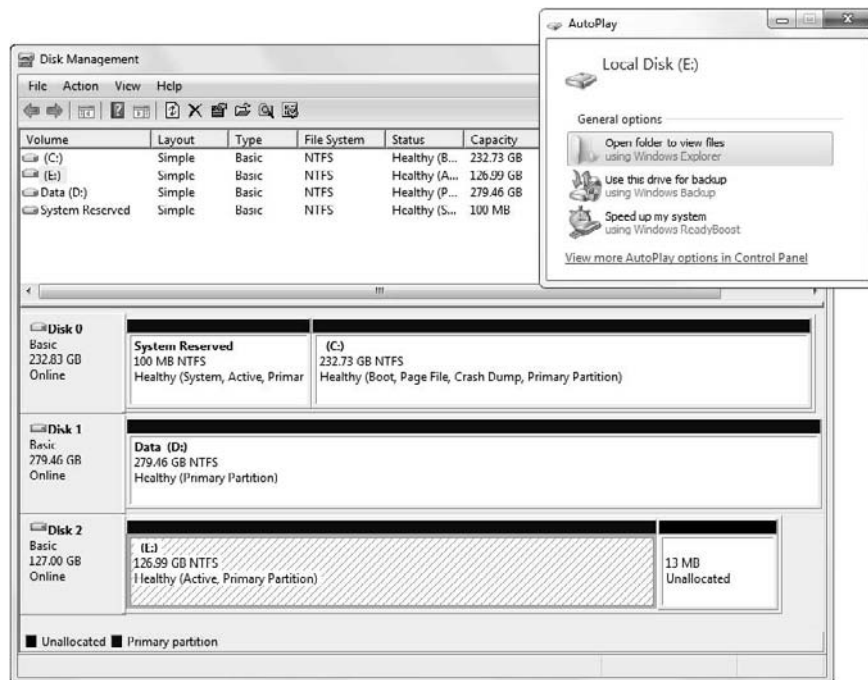 AutoPlay
Local Disk (E:)
General options
Open folder to view files
using Windows Explorer
Use this drive for backup
using Windows Backup
Speed up my system
using Windows ReadyBoost
View more AutoPlay options in Control Panel
Disk Management
File Action View Help
Volume Layout Type File System Status Capacity
(C:) Simple Basic NTFS Healthy (B... 232.73 GB
(E:) Simple Basic NTFS Healthy (A... 126.99 GB
Data (D:) Simple Basic NTFS Healthy (P... 279.46 GB
System Reserved Simple Basic NTFS Healthy (S... 100 MB
Disk 0
Basic
232.83 GB
Online
System Reserved
100 MB NTFS
Healthy (System, Active, Primar
(C:)
232.73 GB NTFS
Healthy (Boot, Page File, Crash Dump, Primary Partition)
Disk 1
Basic
279.46 GB
Online
Data (D:)
279.46 GB NTFS
Healthy (Primary Partition)
Disk 2
Basic
127.00 GB
Online
(E:)
126.99 GB NTFS
Healthy (Active, Primary Partition)
13 MB
Unallocated
Unallocated Primary partition